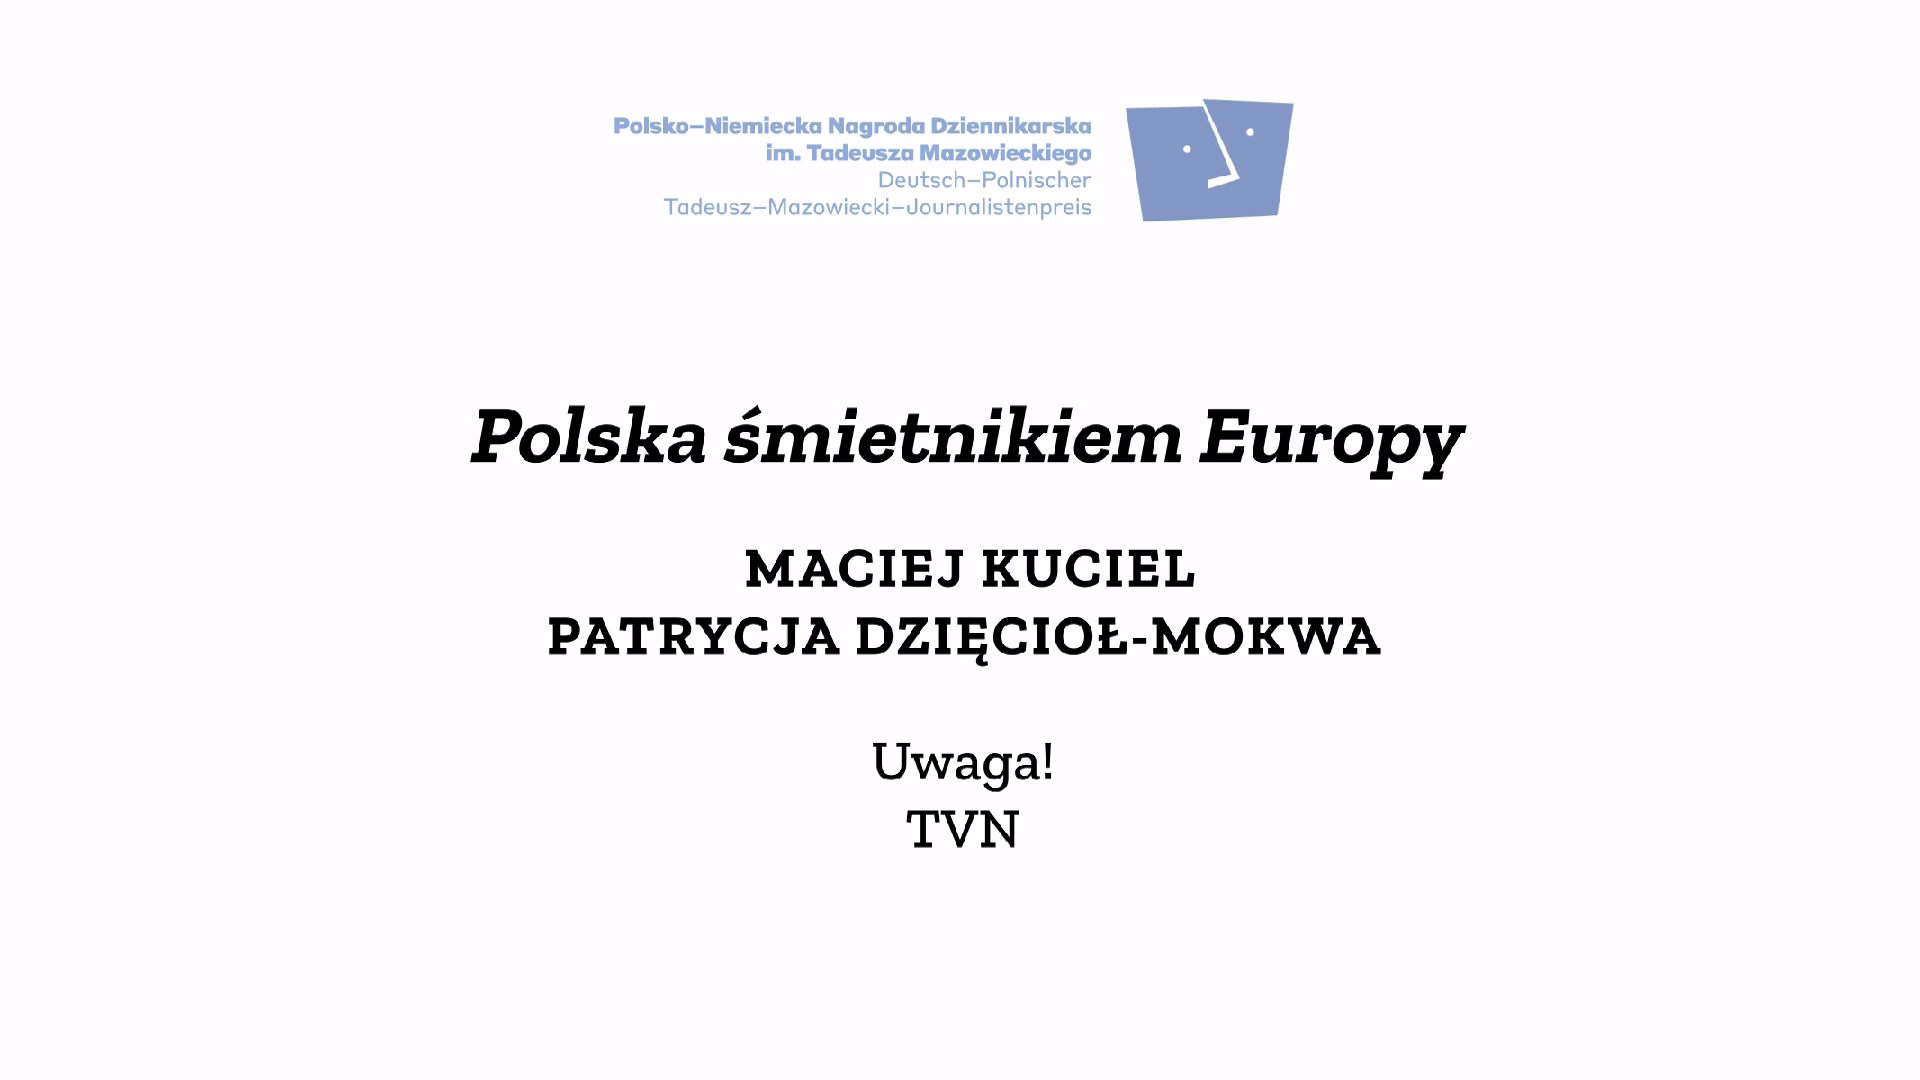 Polsko–Niemiecka Nagroda Dziennikarska
im. Tadeusza Mazowieckiego
Deutsch–Polnischer
Tadeusz–Mazowiecki–Journalistenpreis
Polska śmietnikiem Europy
MACIEJ KUCIEL
PATRYCJA DZIĘCIOŁ-MOKWA
Uwaga!
TVN